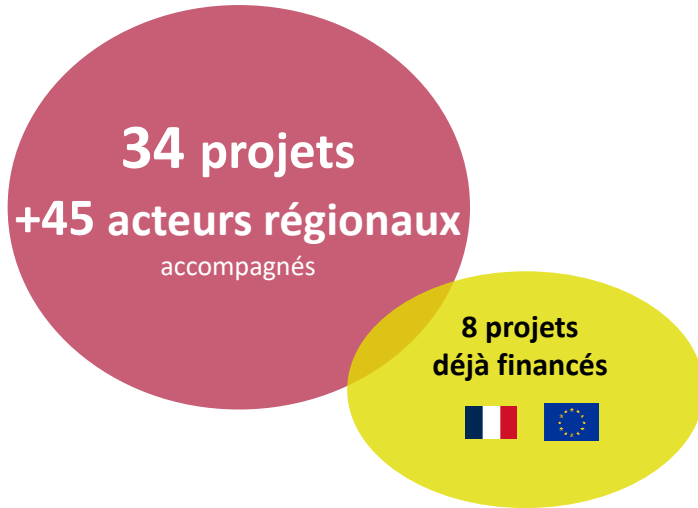 34 projets
+45 acteurs régionaux
accompagnés
8 projets
déjà financés